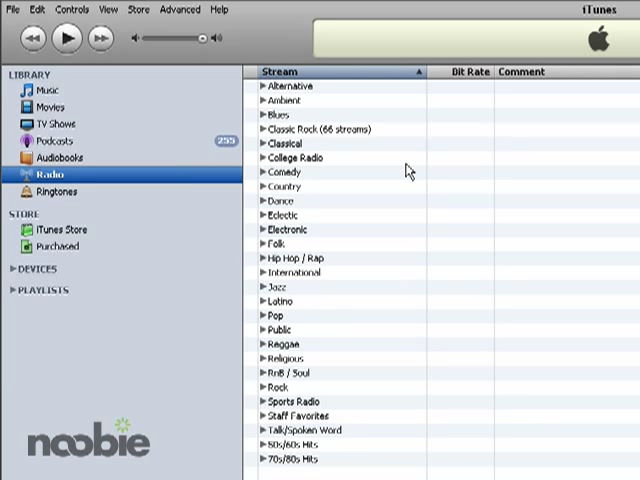 File Edit Controls View Store Advanced Help
iTunes
LIBRARY
Music
Movies
TV Shows
Podcasts 255
Audiobooks
Radio
Ringtones
STORE
iTunes Store
Purchased
DEVICES
PLAYLISTS
noobie
Stream Bit Rate Comment
Alternative
Ambient
Blues
Classic Rock (66 streams)
Classical
College Radio
Comedy
Country
Dance
Eclectic
Electronic
Folk
Hip Hop / Rap
International
Jazz
Latino
Pop
Public
Reggae
Religious
RnB / Soul
Rock
Sports Radio
Staff Favorites
Talk/Spoken Word
50s/60s Hits
70s/80s Hits